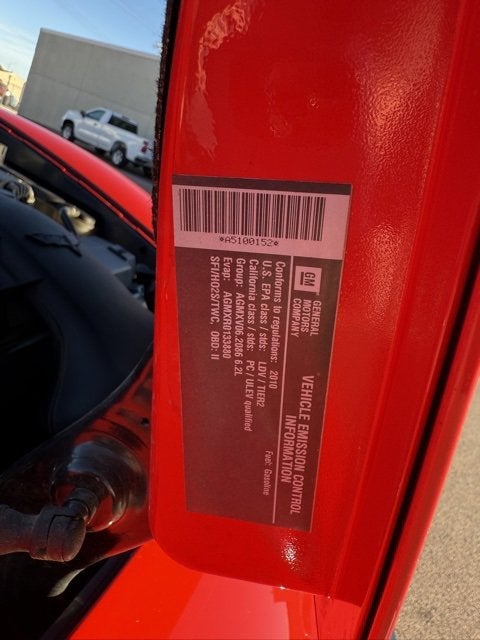 *A5100152*
GM
GENERAL
MOTORS
COMPANY
VEHICLE EMISSION CONTROL
INFORMATION
Conforms to regulations: 2010
Fuel: Gasoline
U.S. EPA class / stds: LDV / TIER2
California class / stds: PC / ULEV qualified
Group: AGMXV06.2086 6.2L
Evap: AGMXR0133880
SFI/HO2S/TWC, OBD: II